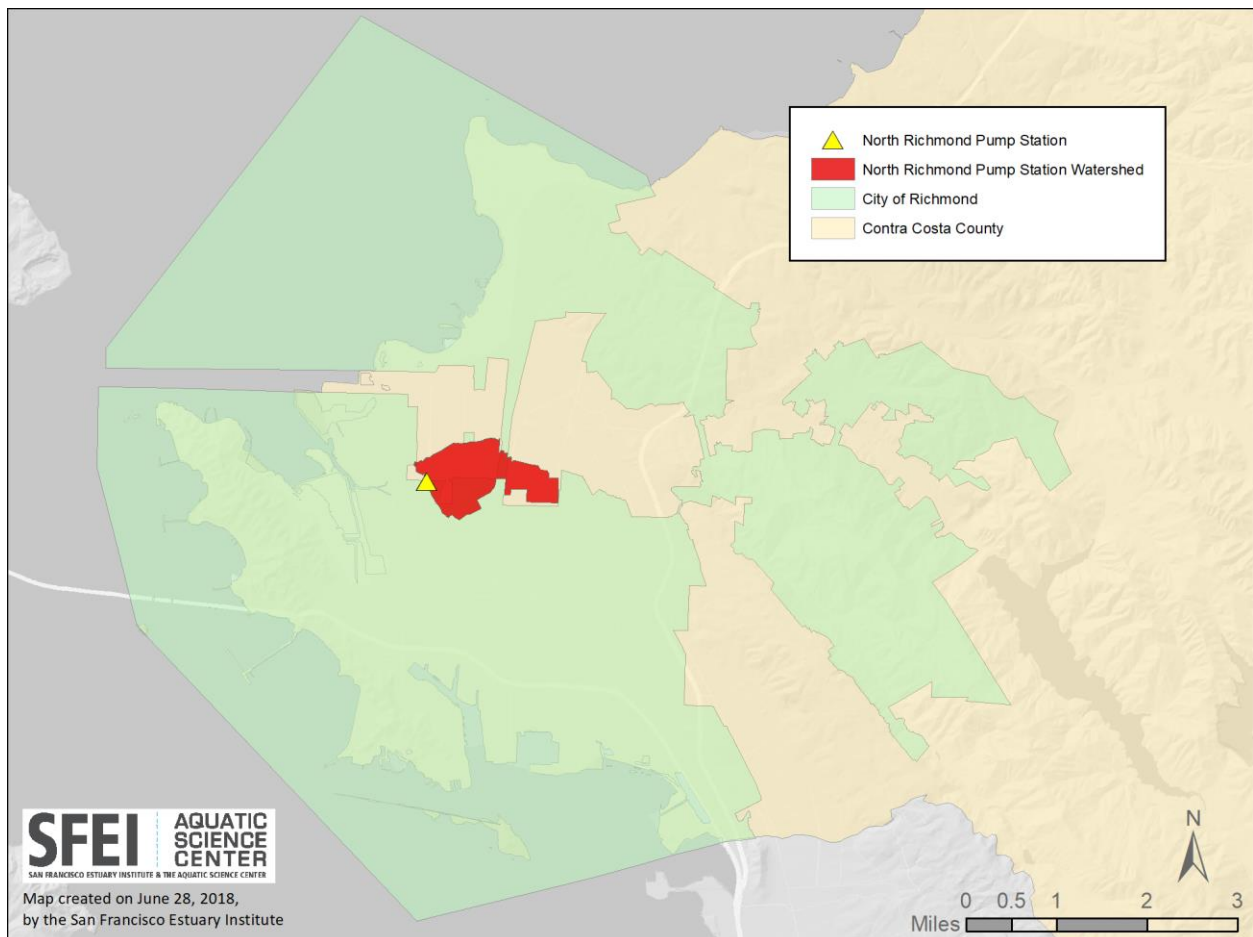 North Richmond Pump Station
North Richmond Pump Station Watershed
City of Richmond
Contra Costa County
SFEI
AQUATIC
SCIENCE
CENTER
SAN FRANCISCO ESTUARY INSTITUTE & THE AQUATIC SCIENCE CENTER
Map created on June 28, 2018,
by the San Francisco Estuary Institute
N
0 0.5 1 2 3
Miles